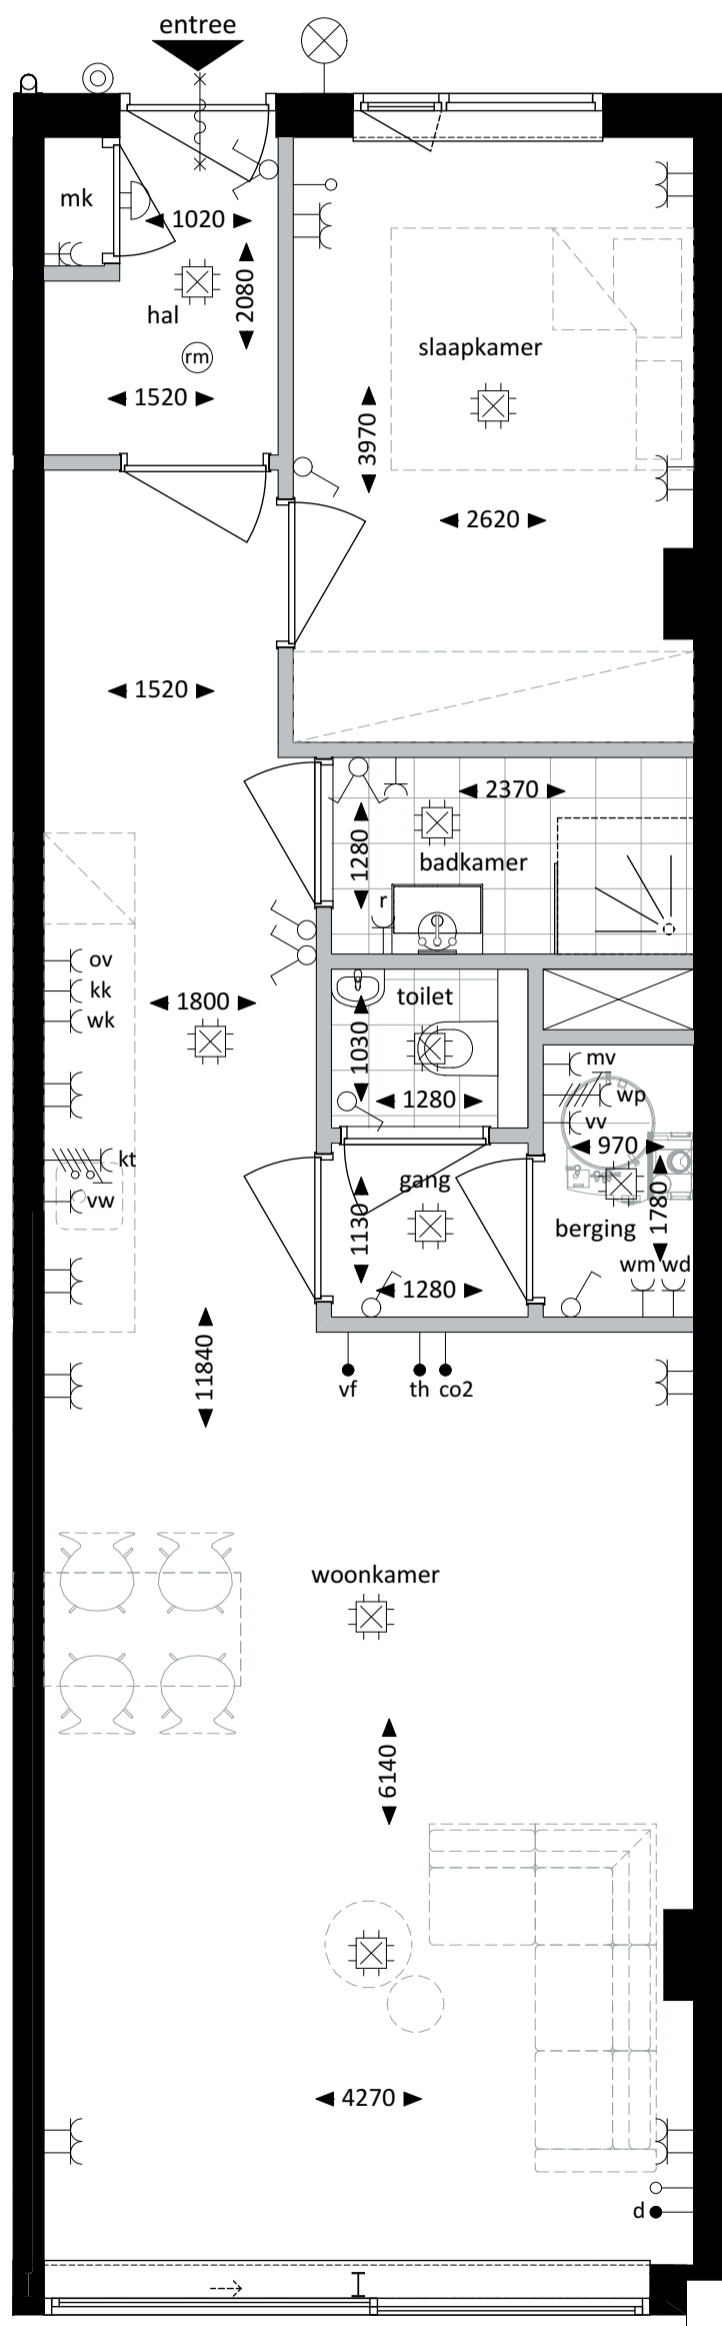 entree
mk
1020
2080
hal
rm
1520
slaapkamer
3970
2620
1520
2370
1280
badkamer
r
ov
kk
wk
1800
toilet
1030
1280
mv
wp
vv
970
kt
vw
gang
1130
1280
berging
1780
wm
wd
11840
vf
th
co2
woonkamer
6140
4270
d